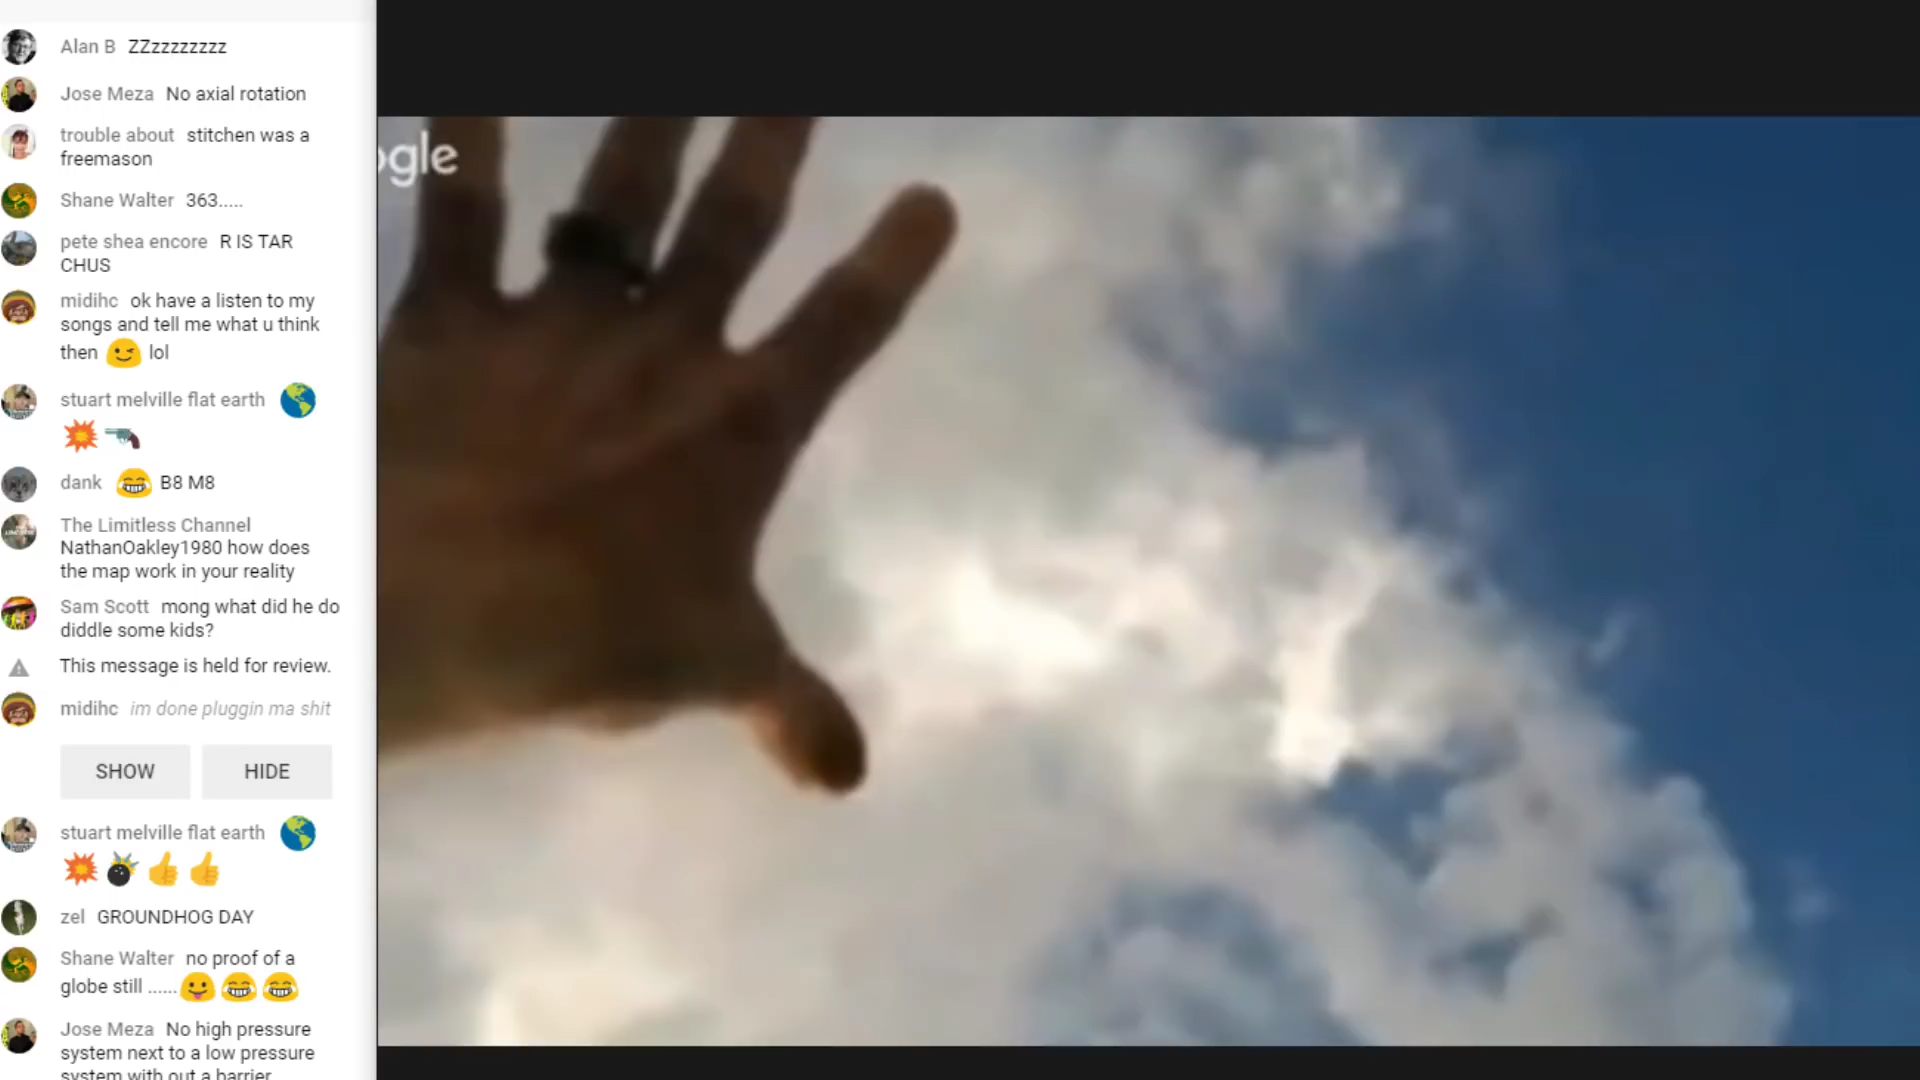 Alan B ZZzzzzzzzz
Jose Meza No axial rotation
trouble about stitchen was a
freemason
Shane Walter 363.....
pete shea encore R IS TAR
CHUS
midihc ok have a listen to my
songs and tell me what u think
then 😉 lol
stuart melville flat earth 🌎
💥🔫
dank 😂 B8 M8
The Limitless Channel
NathanOakley1980 how does
the map work in your reality
Sam Scott mong what did he do
diddle some kids?
This message is held for review.
midihc im done pluggin ma shit
SHOW HIDE
stuart melville flat earth 🌎
💥💣👍👍
zel GROUNDHOG DAY
Shane Walter no proof of a
globe still ......😛😂😂
Jose Meza No high pressure
system next to a low pressure
system with out a barrier
ogle